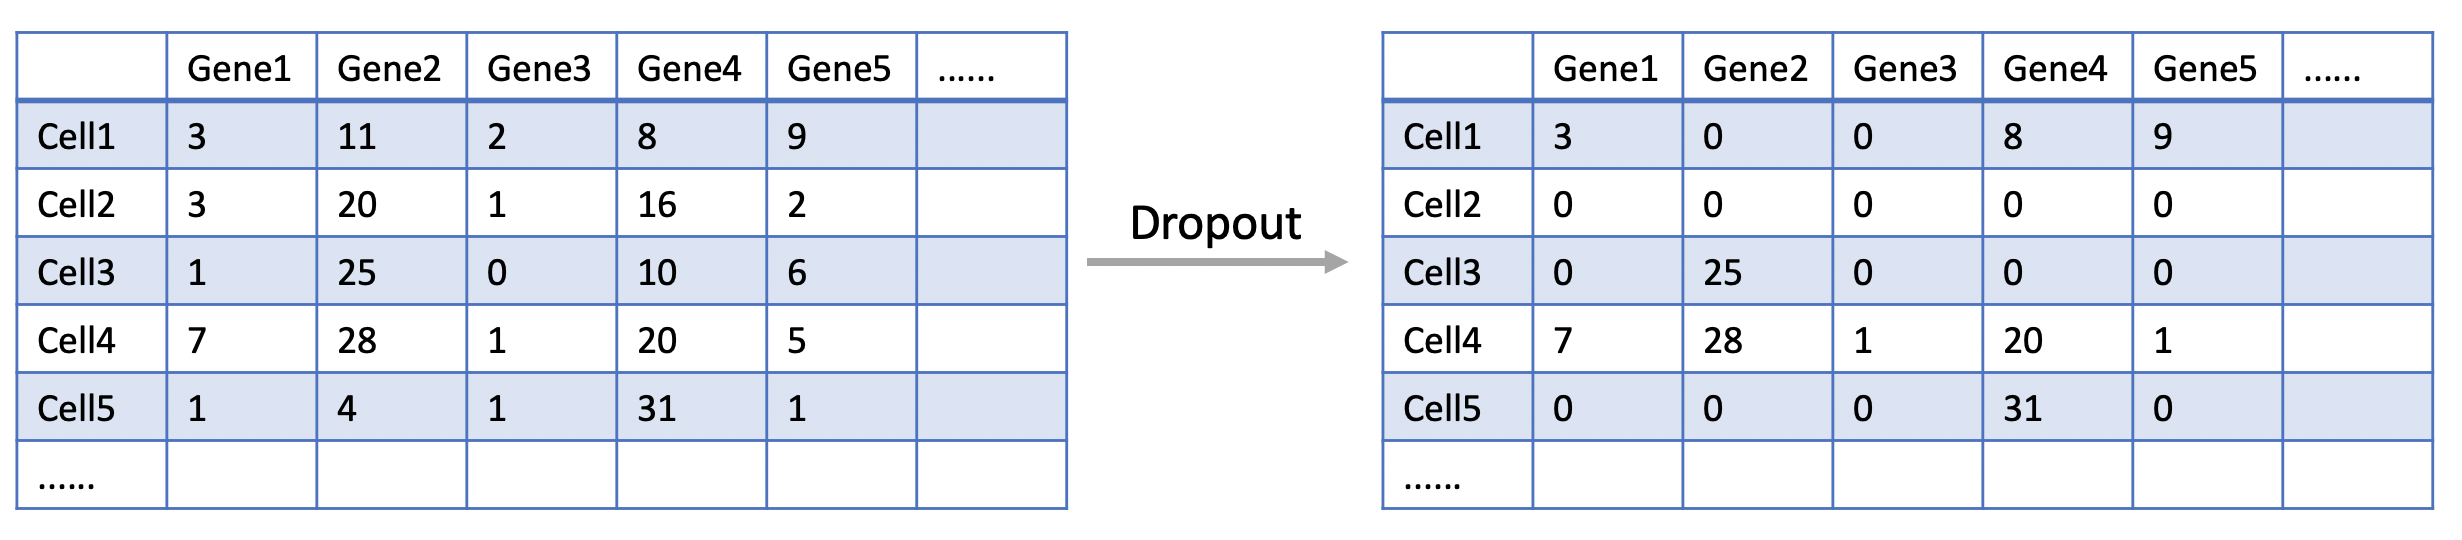 Gene1 Gene2 Gene3 Gene4 Gene5 ......
Cell1 3 11 2 8 9
Cell2 3 20 1 16 2
Cell3 1 25 0 10 6
Cell4 7 28 1 20 5
Cell5 1 4 1 31 1
......
Dropout
Gene1 Gene2 Gene3 Gene4 Gene5 ......
Cell1 3 0 0 8 9
Cell2 0 0 0 0 0
Cell3 0 25 0 0 0
Cell4 7 28 1 20 1
Cell5 0 0 0 31 0
......